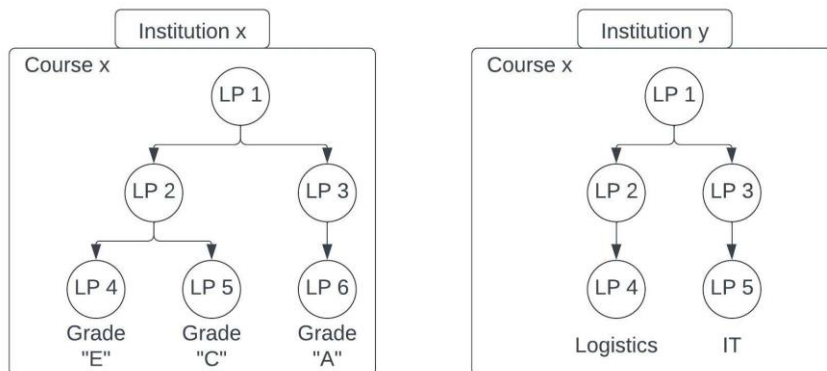 Institution x
Course x
LP 1
LP 2
LP 3
LP 4
LP 5
LP 6
Grade
"E"
Grade
"C"
Grade
"A"
Institution y
Course x
LP 1
LP 2
LP 3
LP 4
LP 5
Logistics
IT